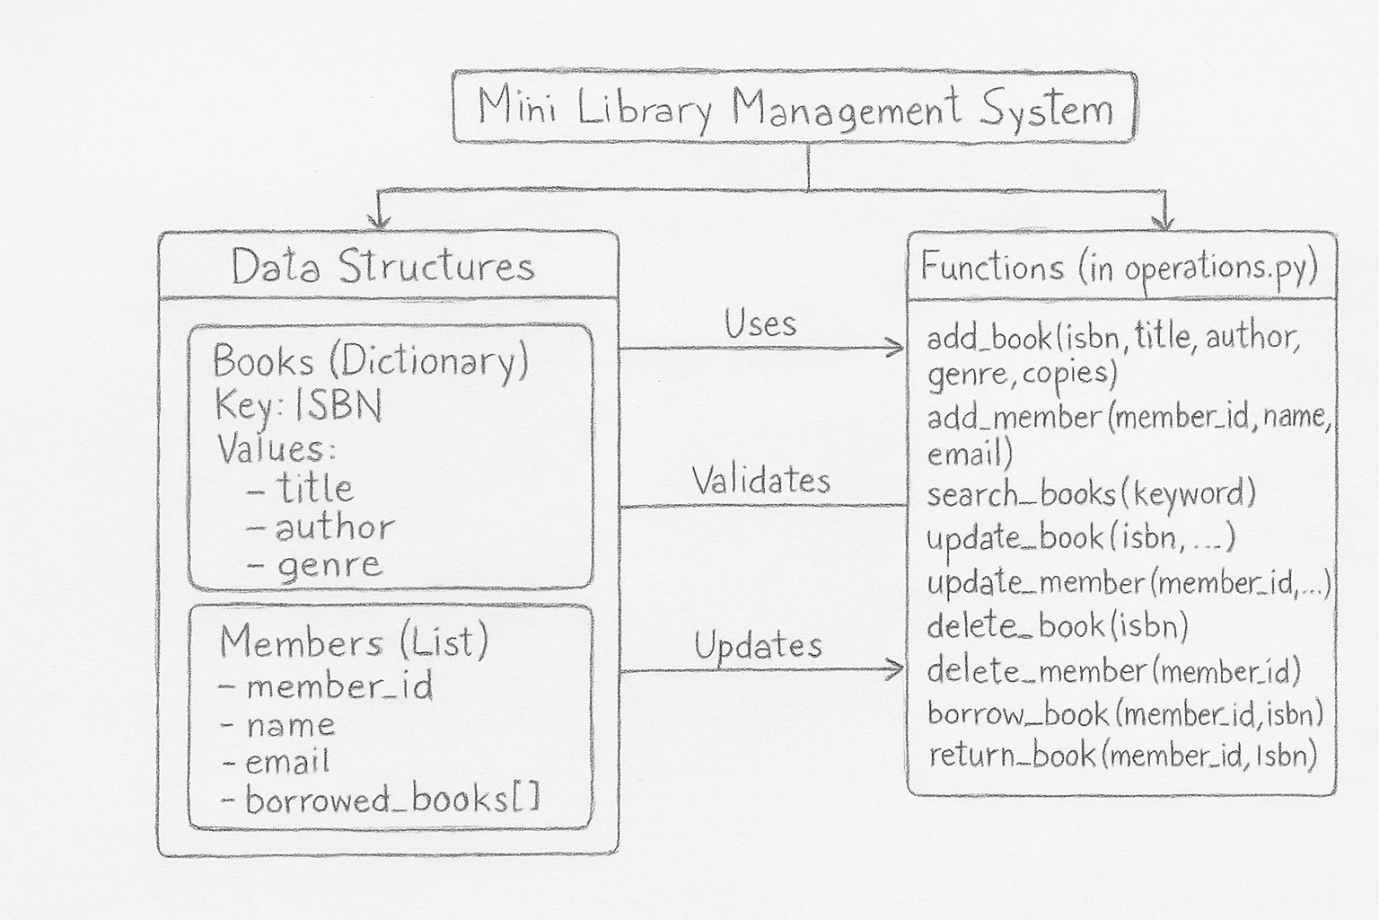 Mini Library Management System
Data Structures
Books (Dictionary)
Key: ISBN
Values:
- title
- author
- genre
Members (List)
- member_id
- name
- email
- borrowed_books[]
Uses
Validates
Updates
Functions (in operations.py)
add_book(isbn, title, author,
genre, copies)
add_member(member_id, name,
email)
search_books(keyword)
update_book(isbn, ...)
update_member(member_id, ...)
delete_book(isbn)
delete_member(member_id)
borrow_book(member_id, isbn)
return_book(member_id, Isbn)